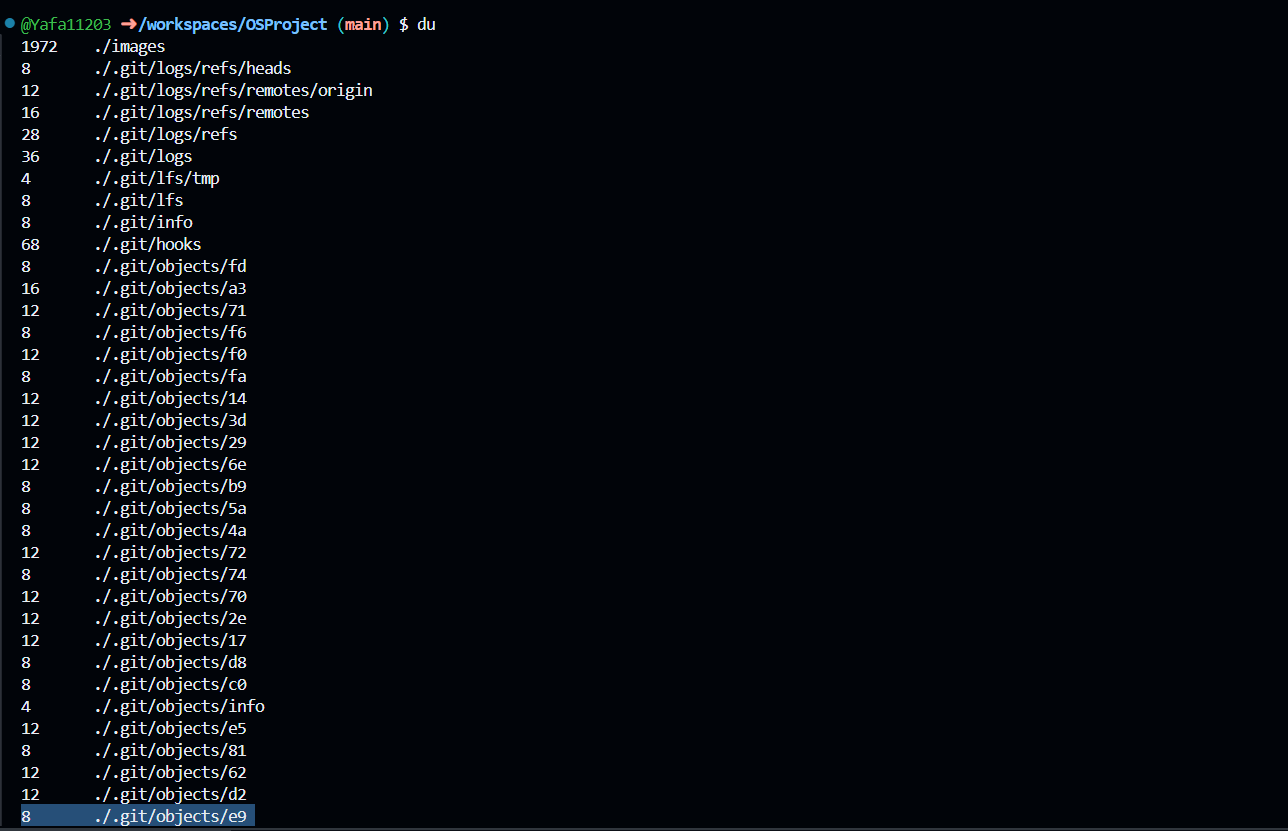 @Yafa11203 ➜/workspaces/OSProject (main) $ du
1972 ./images
8 ./.git/logs/refs/heads
12 ./.git/logs/refs/remotes/origin
16 ./.git/logs/refs/remotes
28 ./.git/logs/refs
36 ./.git/logs
4 ./.git/lfs/tmp
8 ./.git/lfs
8 ./.git/info
68 ./.git/hooks
8 ./.git/objects/fd
16 ./.git/objects/a3
12 ./.git/objects/71
8 ./.git/objects/f6
12 ./.git/objects/f0
8 ./.git/objects/fa
12 ./.git/objects/14
12 ./.git/objects/3d
12 ./.git/objects/29
12 ./.git/objects/6e
8 ./.git/objects/b9
8 ./.git/objects/5a
8 ./.git/objects/4a
12 ./.git/objects/72
8 ./.git/objects/74
12 ./.git/objects/70
12 ./.git/objects/2e
12 ./.git/objects/17
8 ./.git/objects/d8
8 ./.git/objects/c0
4 ./.git/objects/info
12 ./.git/objects/e5
8 ./.git/objects/81
12 ./.git/objects/62
12 ./.git/objects/d2
8 ./.git/objects/e9